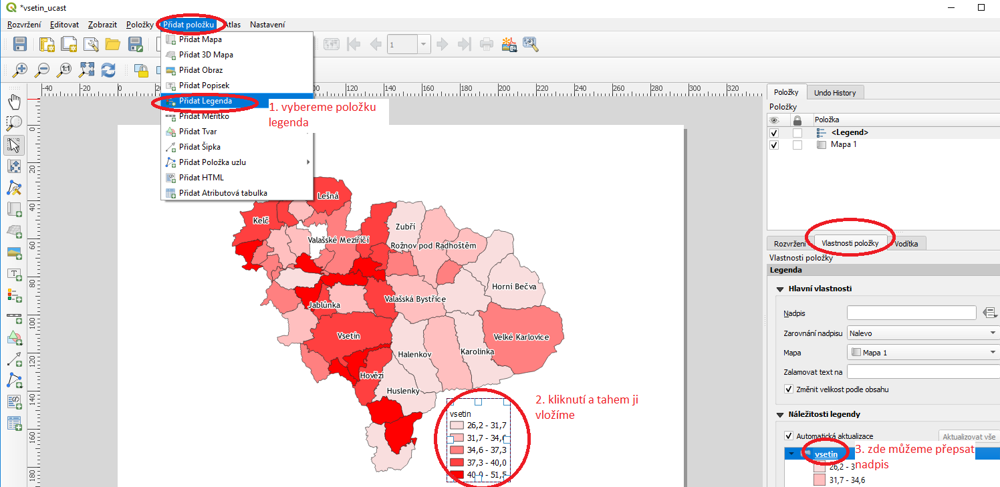 *vsetin_ucast
Rozvržení Editovat Zobrazit Položky Přidat položku Atlas Nastavení
Přidat Mapa
Přidat 3D Mapa
Přidat Obraz
Přidat Popisek
Přidat Legenda
Přidat Měřítko
Přidat Tvar
Přidat Šipka
Přidat Položka uzlu
Přidat HTML
Přidat Atributová tabulka
1
1:1
-40 -20 0 100 120 140 160 180 200 220 240 260 280 300 320
0
20
40
60
80
100
120
140
160
180
1. vybereme položku
legenda
Lešná
Kelč
Zubří
Valašské Meziříčí
Rožnov pod Radhoštěm
Horní Bečva
Valašská Bystřice
Jablůnka
Vsetín
Velké Karlovice
Karolinka
Halenkov
Hovězí
Huslenky
2. kliknutí a tahem ji
vložíme
vsetin
26,2 - 31,7
31,7 - 34,6
34,6 - 37,3
37,3 - 40,0
40,0 - 51,5
Položky Undo History
Položky
Položka
<Legend>
Mapa 1
Rozvržení Vlastnosti položky Vodítka
Vlastnosti položky
Legenda
Hlavní vlastnosti
Nadpis
Zarovnání nadpisu Nalevo
Mapa Mapa 1
Zalamovat text na
Změnit velikost podle obsahu
Náležitosti legendy
Automatická aktualizace Aktualizovat vše
vsetin
3. zde můžeme přepsat
nadpis
26,2 - 3
31,7 - 34,6